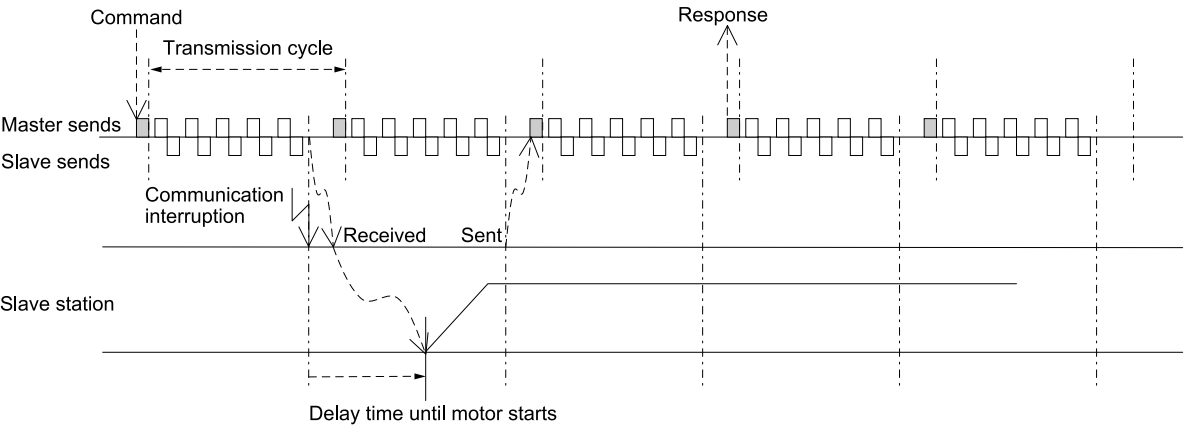 Command
Response
Transmission cycle
Master sends
Slave sends
Communication
interruption
Received
Sent
Slave station
Delay time until motor starts